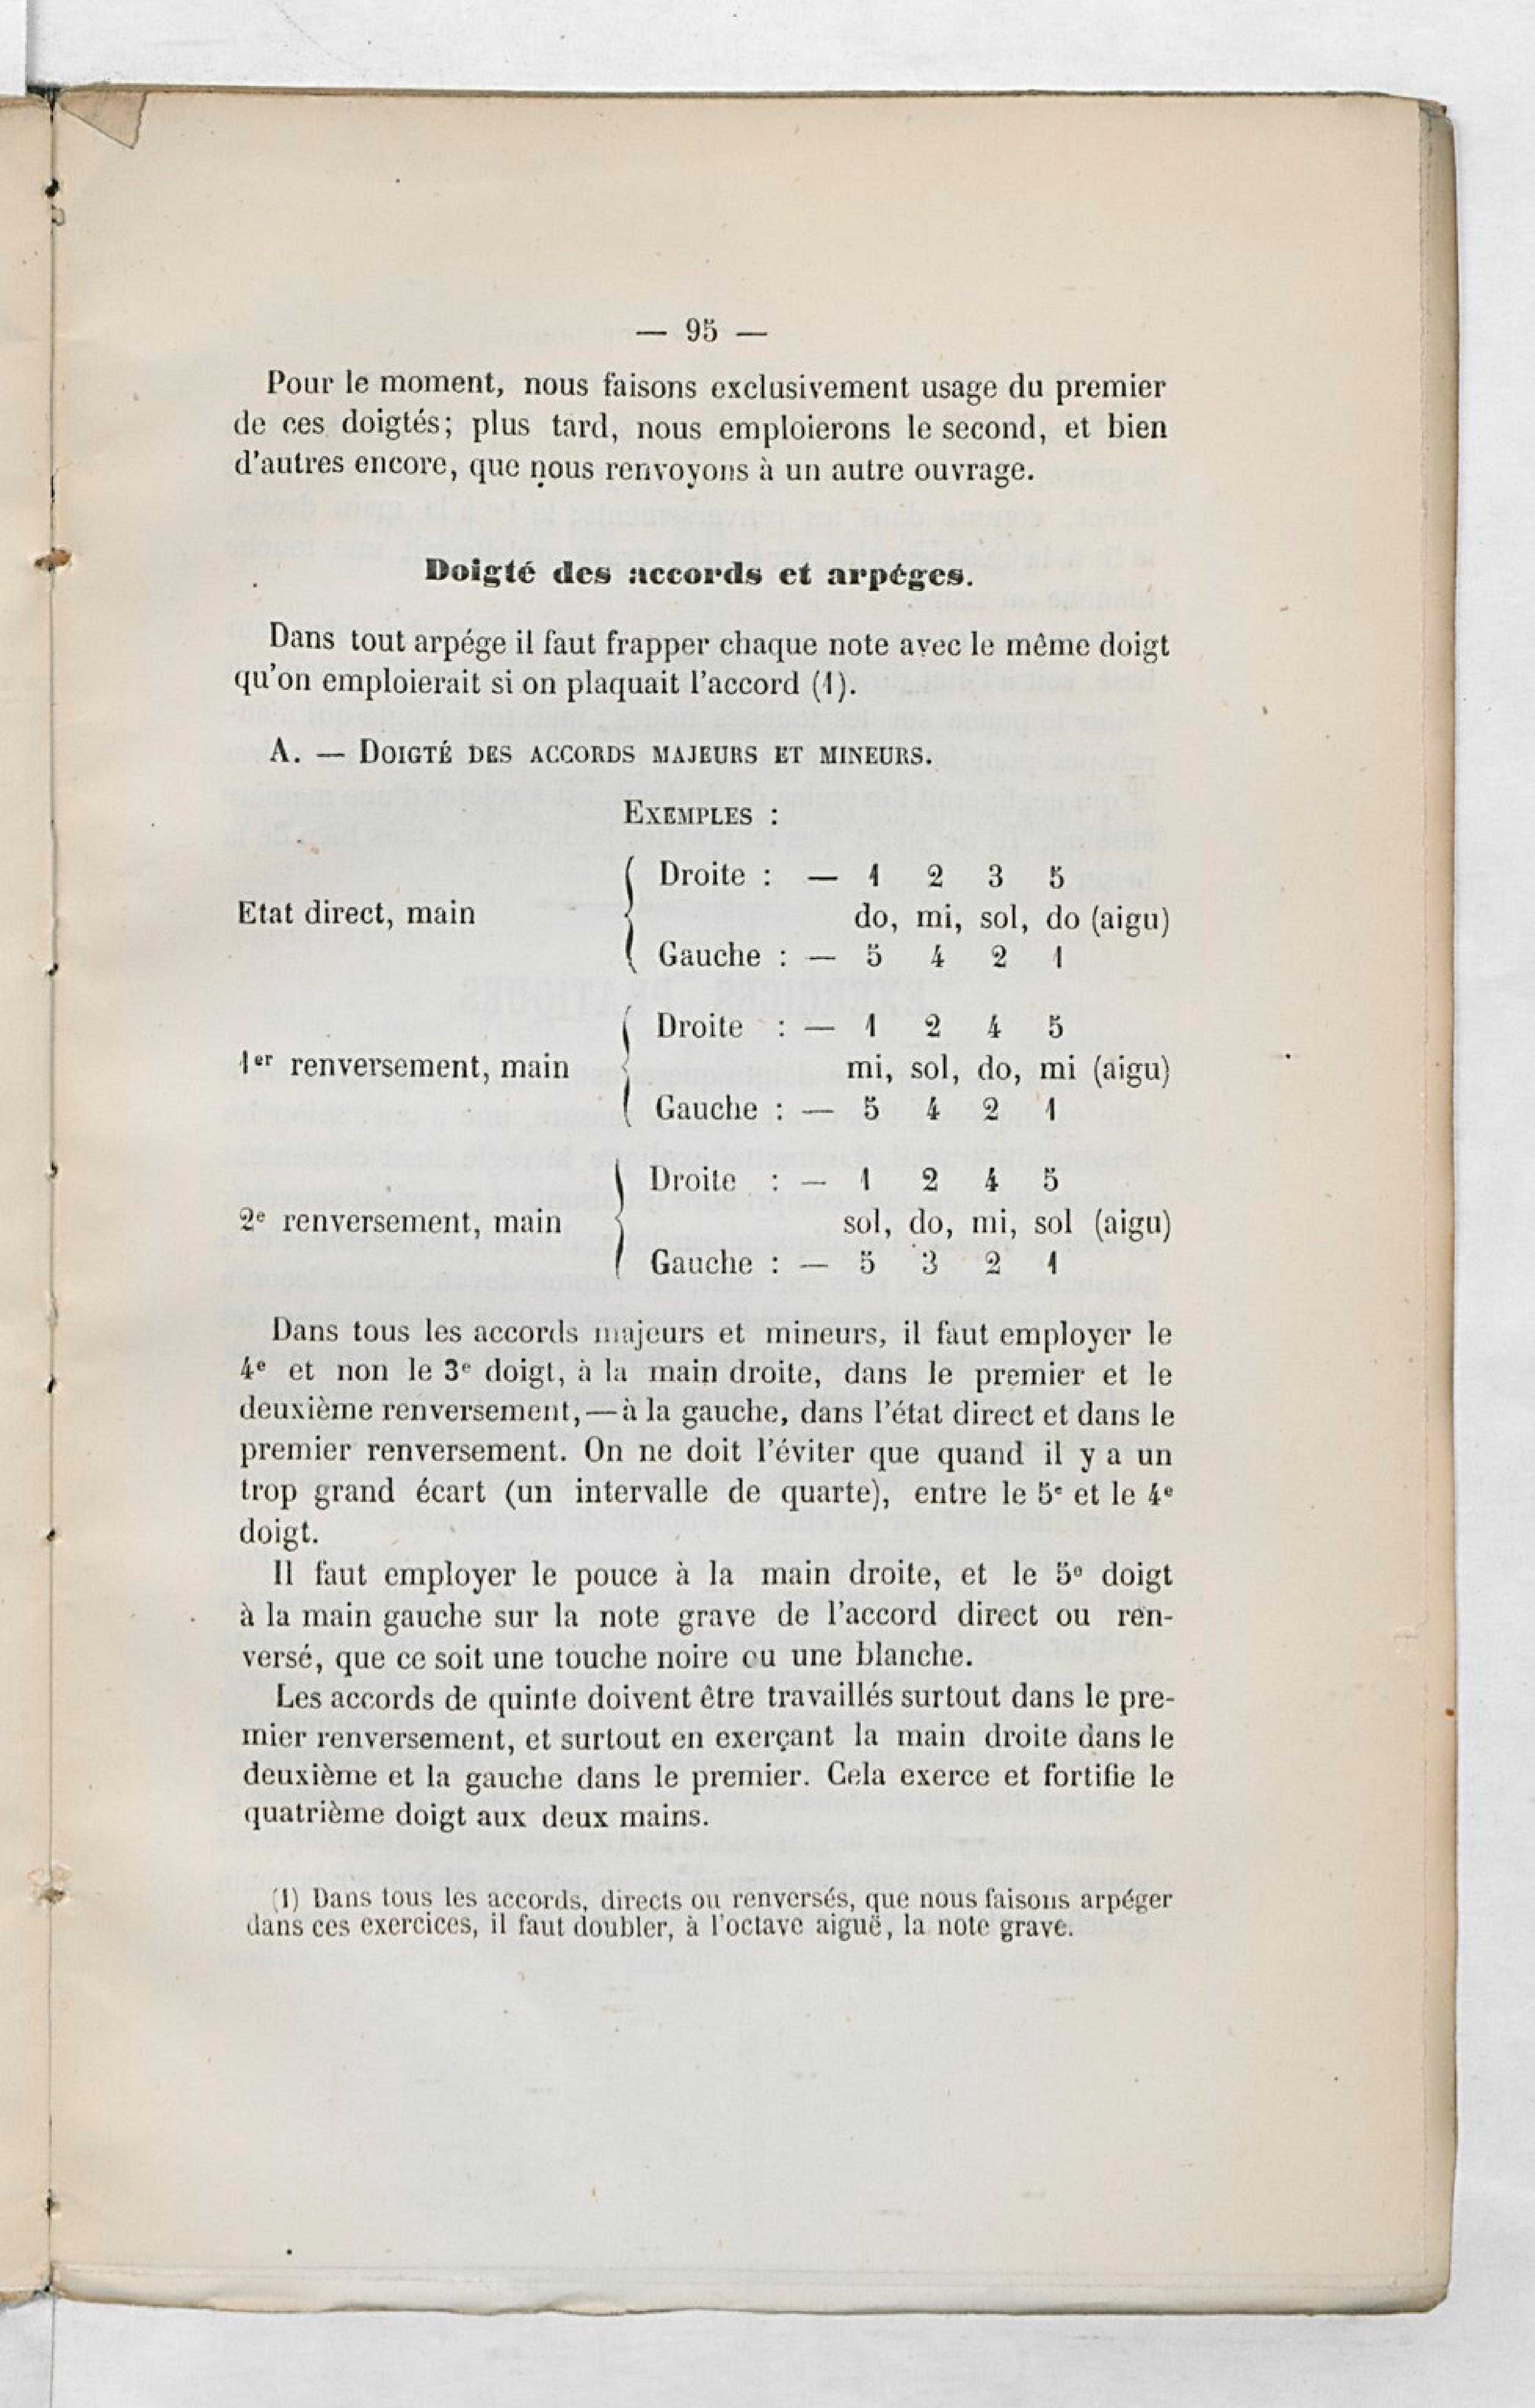 — 95 —
Pour le moment, nous faisons exclusivement usage du premier
de ces doigtés; plus tard, nous emploierons le second, et bien
d'autres encore, que nous renvoyons à un autre ouvrage.
Doigté des accords et arpéges.
Dans tout arpége il faut frapper chaque note avec le même doigt
qu'on emploierait si on plaquait l'accord (1).
A. — DOIGTÉ DES ACCORDS MAJEURS ET MINEURS.
EXEMPLES :
Droite : — 1 2 3 5
Etat direct, main do, mi, sol, do (aigu)
Gauche : — 5 4 2 1
Droite : — 1 2 4 5
1er renversement, main mi, sol, do, mi (aigu)
Gauche : — 5 4 2 1
Droite : — 1 2 4 5
2e renversement, main sol, do, mi, sol (aigu)
Gauche : — 5 3 2 1
Dans tous les accords majeurs et mineurs, il faut employer le
4e et non le 3e doigt, à la main droite, dans le premier et le
deuxième renversement,—à la gauche, dans l'état direct et dans le
premier renversement. On ne doit l'éviter que quand il y a un
trop grand écart (un intervalle de quarte), entre le 5e et le 4e
doigt.
Il faut employer le pouce à la main droite, et le 5e doigt
à la main gauche sur la note grave de l'accord direct ou ren-
versé, que ce soit une touche noire ou une blanche.
Les accords de quinte doivent être travaillés surtout dans le pre-
mier renversement, et surtout en exerçant la main droite dans le
deuxième et la gauche dans le premier. Cela exerce et fortifie le
quatrième doigt aux deux mains.
(1) Dans tous les accords, directs ou renversés, que nous faisons arpéger
dans ces exercices, il faut doubler, à l'octave aiguë, la note grave.